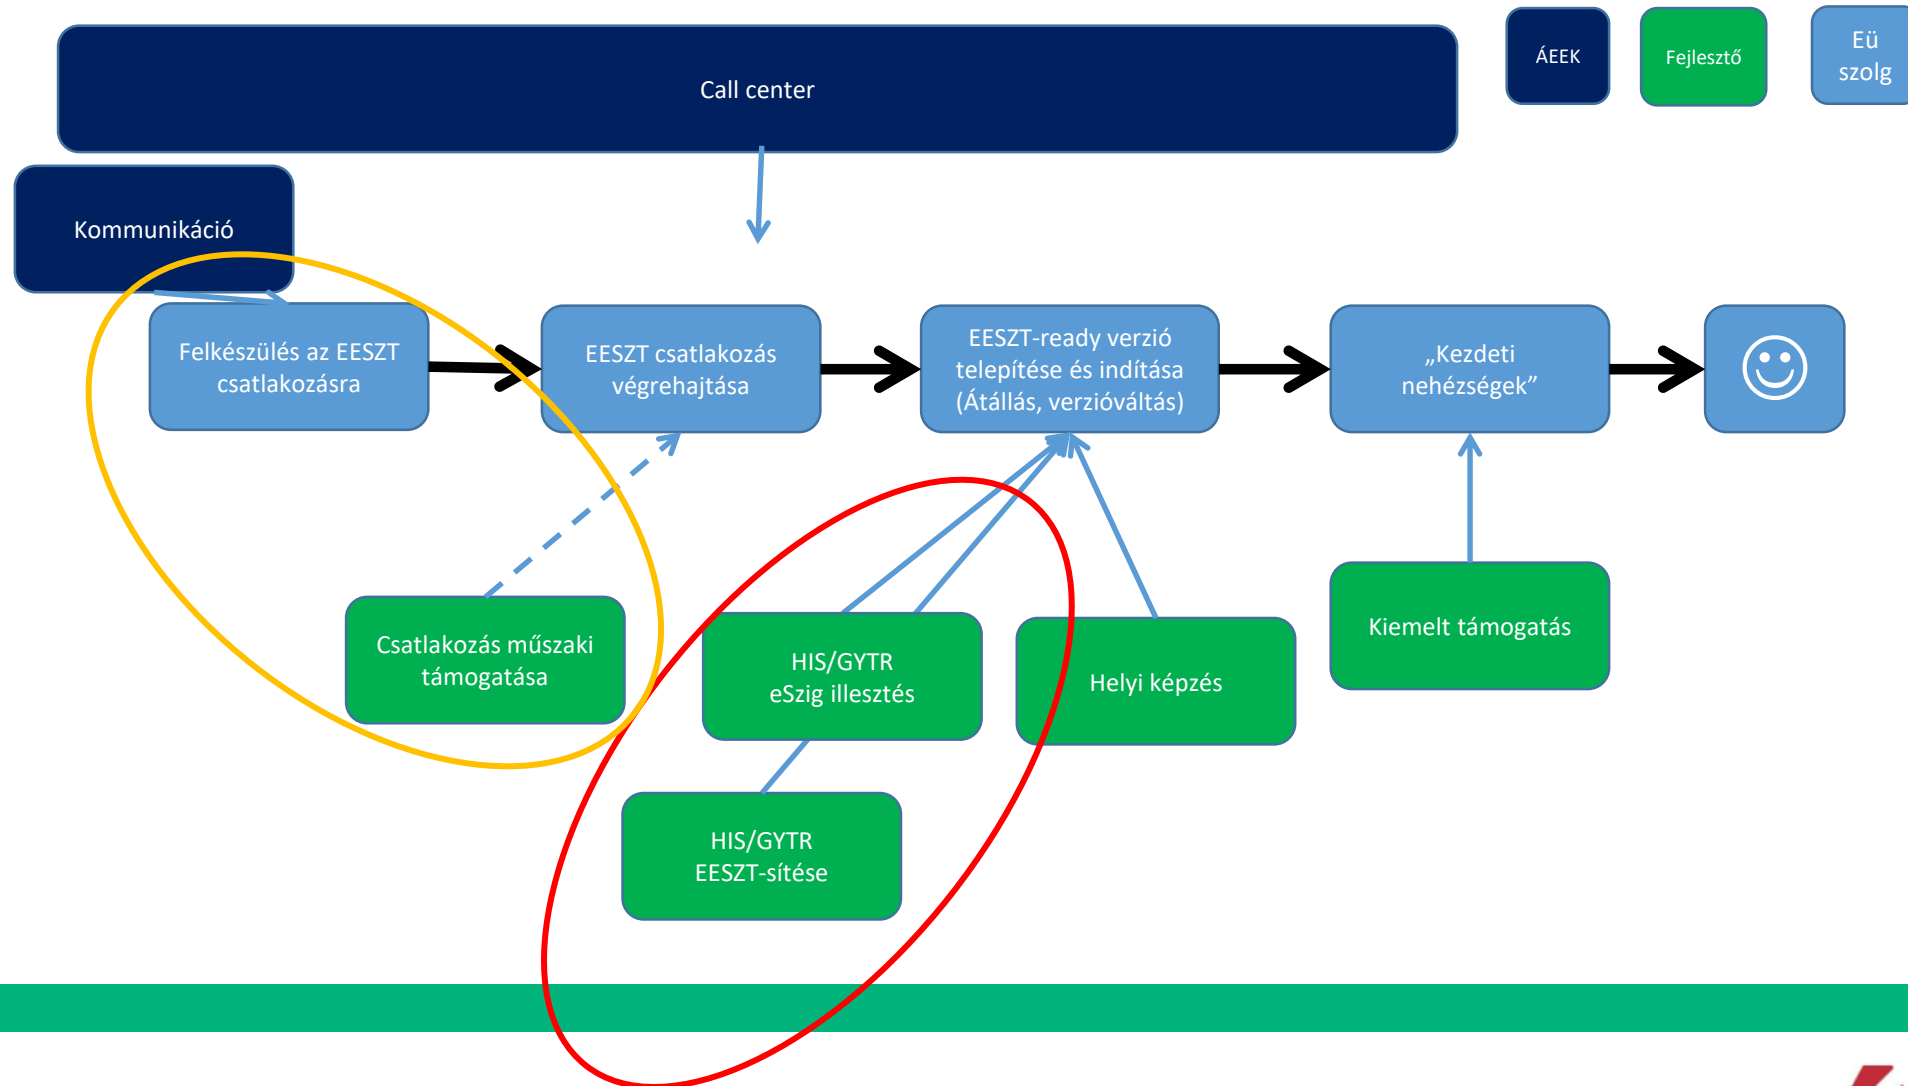 Call center
ÁEEK
Fejlesztő
Eü
szolg
Kommunikáció
Felkészülés az EESZT
csatlakozásra
EESZT csatlakozás
végrehajtása
EESZT-ready verzió
telepítése és indítása
(Átállás, verzióváltás)
„Kezdeti
nehézségek”
Csatlakozás műszaki
támogatása
HIS/GYTR
eSzig illesztés
Helyi képzés
Kiemelt támogatás
HIS/GYTR
EESZT-sítése